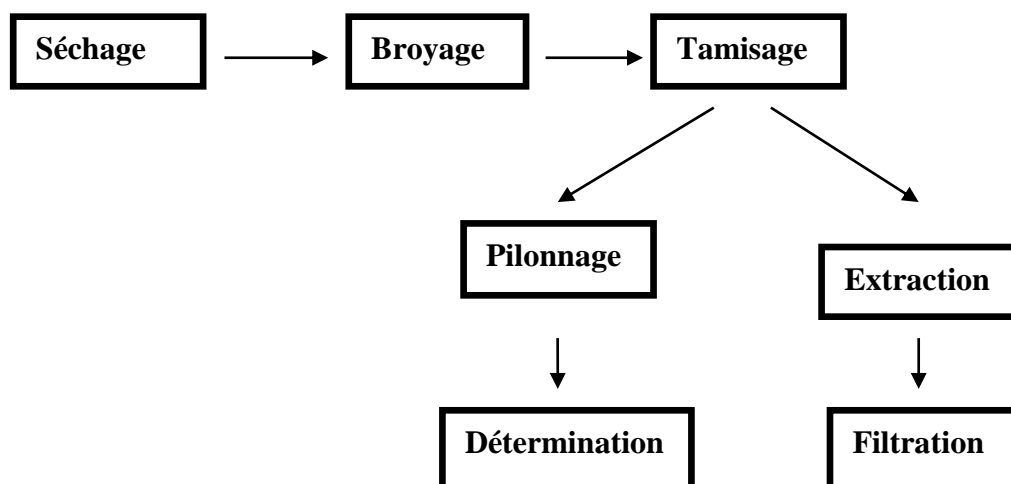 Séchage
Broyage
Tamisage
Pilonnage
Extraction
Détermination
Filtration